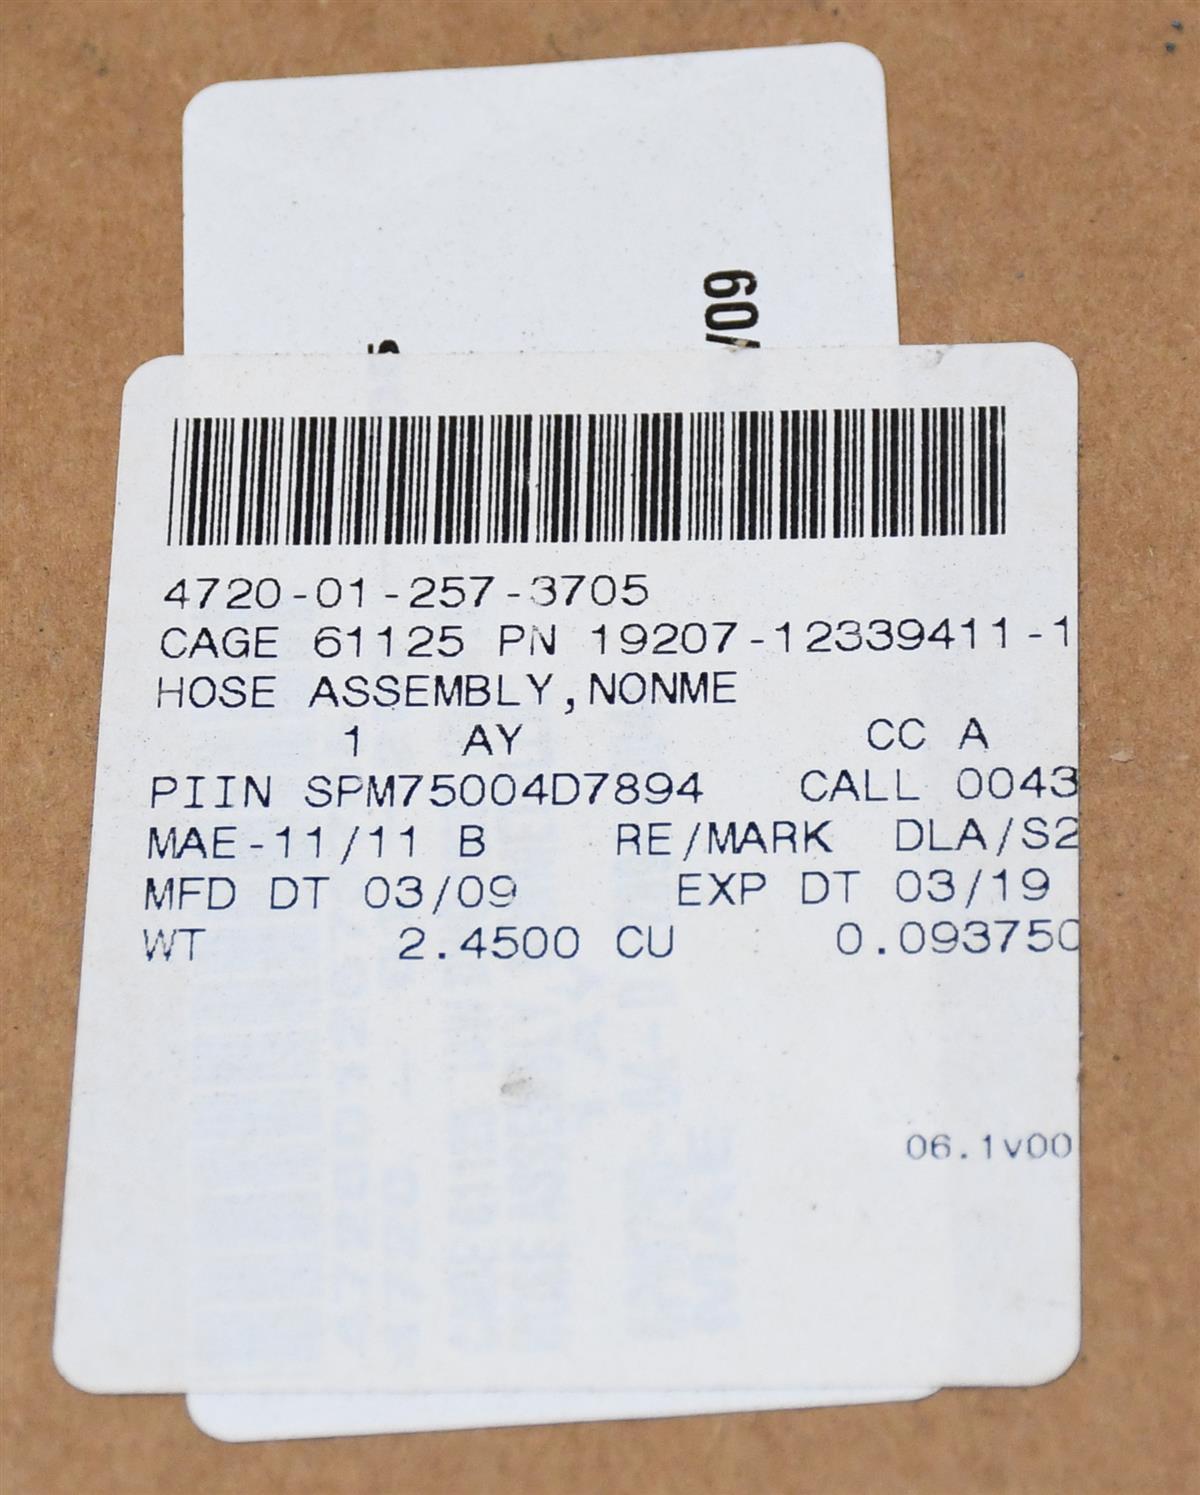 /09
4720-01-257-3705
CAGE 61125 PN 19207-12339411-1
HOSE ASSEMBLY,NONME
1 AY CC A
PIIN SPM75004D7894 CALL 0043
MAE-11/11 B RE/MARK DLA/S2
MFD DT 03/09 EXP DT 03/19
WT 2.4500 CU 0.093750
06.1v00